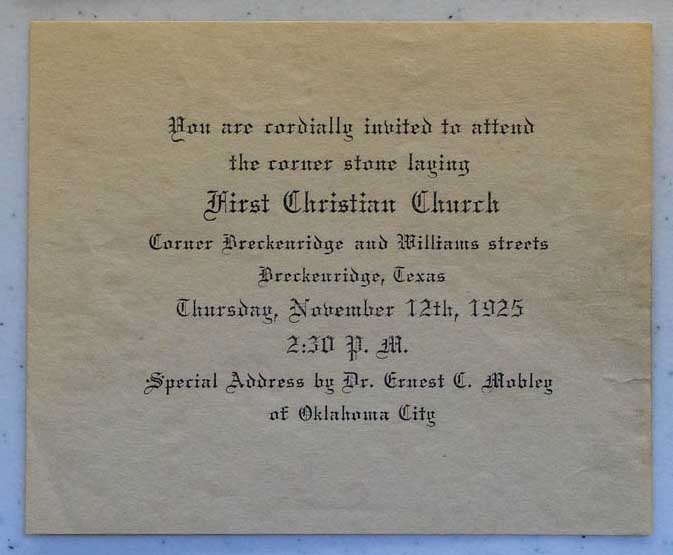 You are cordially invited to attend
the corner stone laying
First Christian Church
Corner Breckenridge and Williams streets
Breckenridge, Texas
Thursday, November 12th, 1925
2:30 P. M.
Special Address by Dr. Ernest C. Mobley
of Oklahoma City